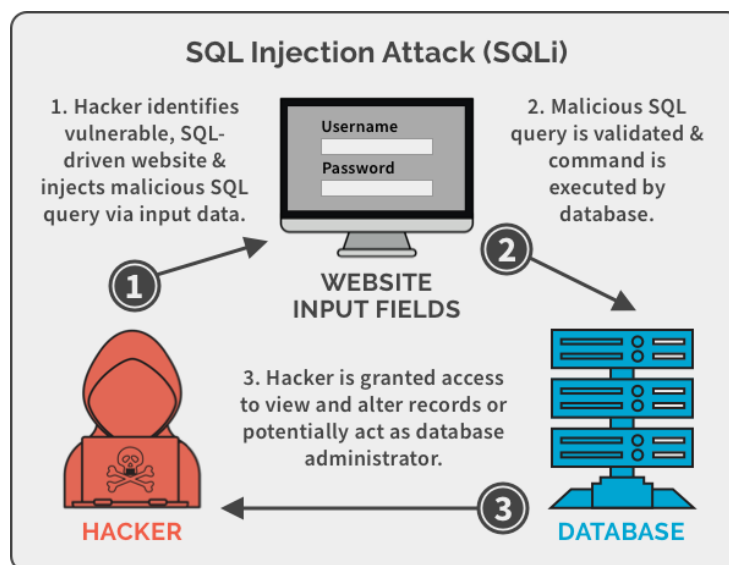 SQL Injection Attack (SQLi)
1. Hacker identifies
vulnerable, SQL-
driven website &
injects malicious SQL
query via input data.
Username
Password
2. Malicious SQL
query is validated &
command is
executed by
database.
1
2
WEBSITE
INPUT FIELDS
3. Hacker is granted access
to view and alter records or
potentially act as database
administrator.
3
HACKER
DATABASE